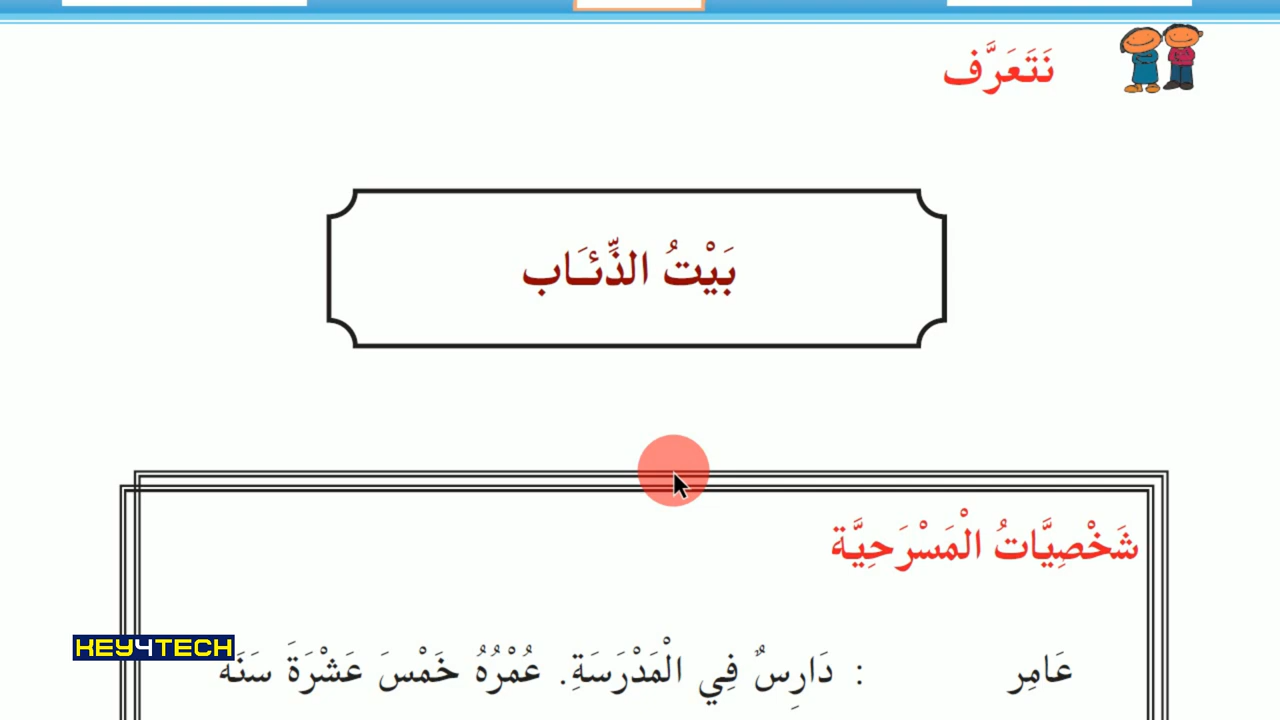 نَتَعَرَّف
بَيْتُ الذِّئَاب
شَخْصِيَّاتُ الْمَسْرَحِيَّة
عَامِر : دَارِسٌ فِي الْمَدْرَسَةِ. عُمْرُهُ خَمْسَ عَشْرَةَ سَنَة
KEY4TECH